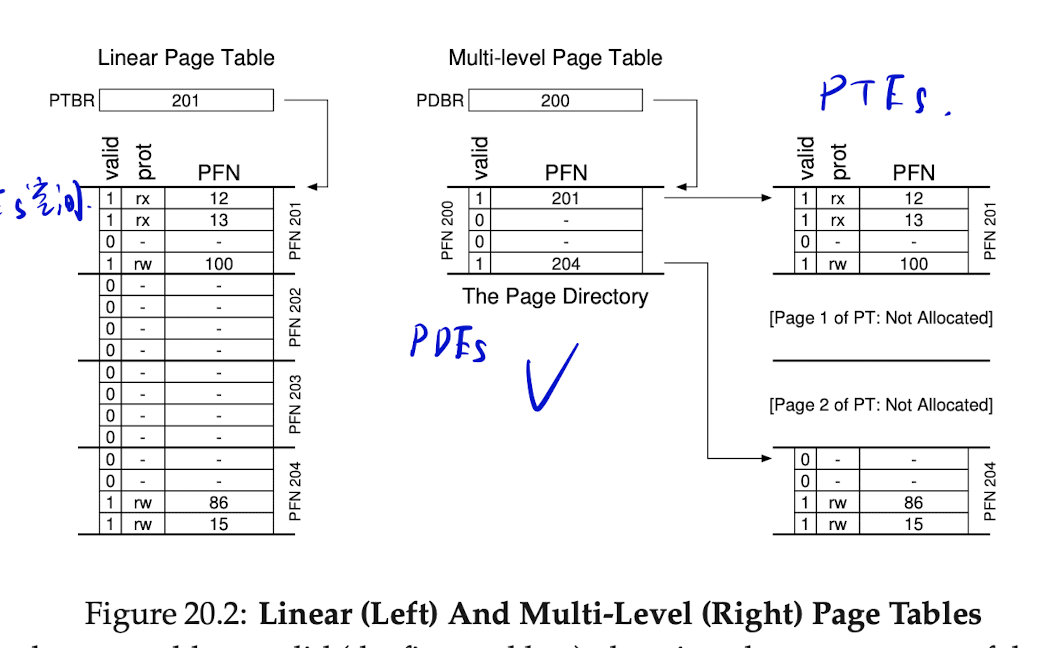 Linear Page Table
PTBR 201
valid prot PFN
1 rx 12
1 rx 13
0 - -
1 rw 100
PFN 201
0 - -
0 - -
0 - -
0 - -
PFN 202
0 - -
0 - -
0 - -
0 - -
PFN 203
0 - -
0 - -
1 rw 86
1 rw 15
PFN 204
s空间.
Multi-level Page Table
PDBR 200
valid PFN
PFN 200
1 201
0 -
0 -
1 204
The Page Directory
PDEs
PTEs.
valid prot PFN
1 rx 12
1 rx 13
0 - -
1 rw 100
PFN 201
[Page 1 of PT: Not Allocated]
[Page 2 of PT: Not Allocated]
0 - -
0 - -
1 rw 86
1 rw 15
PFN 204
Figure 20.2: Linear (Left) And Multi-Level (Right) Page Tables